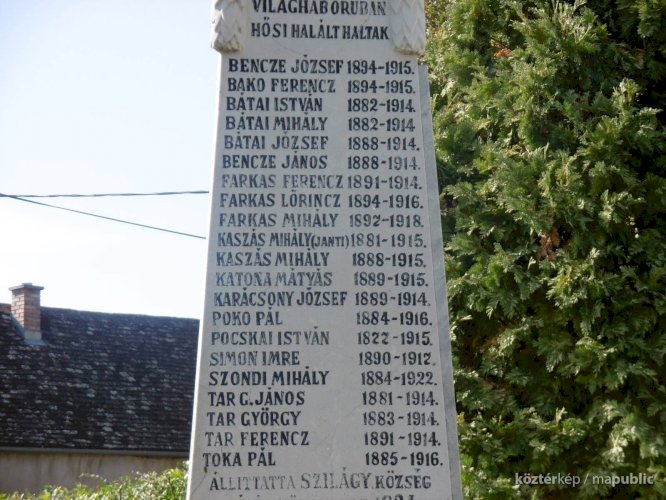 VILÁGHÁBORUBAN
HŐSI HALÁLT HALTAK
BENCZE JÓZSEF 1894-1915.
BAKO FERENCZ 1894-1915.
BÁTAI ISTVÁN 1882-1914.
BÁTAI MIHÁLY 1882-1914
BÁTAI JÓZSEF 1888-1914.
BENCZE JÁNOS 1888-1914.
FARKAS FERENCZ 1891-1914.
FARKAS LŐRINCZ 1894-1916.
FARKAS MIHÁLY 1892-1918.
KASZÁS MIHÁLY (JANTI) 1881-1915.
KASZÁS MIHÁLY 1888-1915.
KATONA MÁTYÁS 1889-1915.
KARÁCSONY JÓZSEF 1889-1914.
POKO PÁL 1884-1916.
POCSKAI ISTVÁN 1877-1915.
SIMON IMRE 1890-1917.
SZONDI MIHÁLY 1884-1922.
TAR G. JÁNOS 1881-1914.
TAR GYÖRGY 1883-1914.
TAR FERENCZ 1891-1914.
TOKA PÁL 1885-1916.
ÁLLITTATTA SZILÁGY KÖZSÉG
köztérkép / mapublic